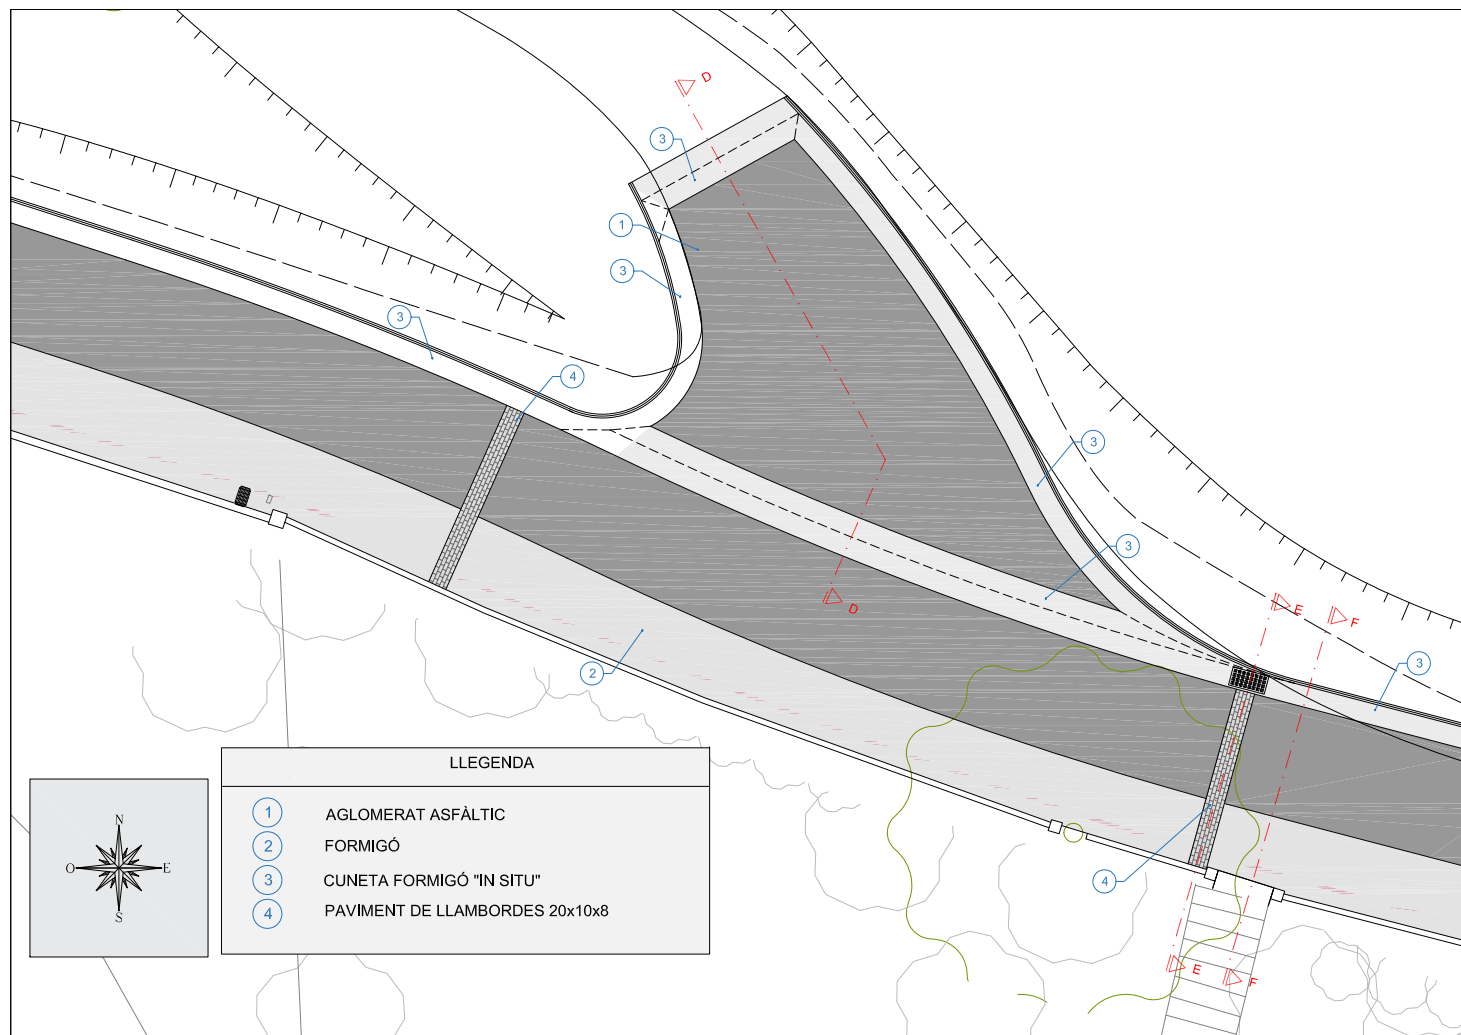 D
3
1
3
3
4
3
3
D
E
F
3
2
LLEGENDA
1 AGLOMERAT ASFÀLTIC
2 FORMIGÓ
3 CUNETA FORMIGÓ "IN SITU"
4 PAVIMENT DE LLAMBORDES 20x10x8
N
O E
S
4
E
F